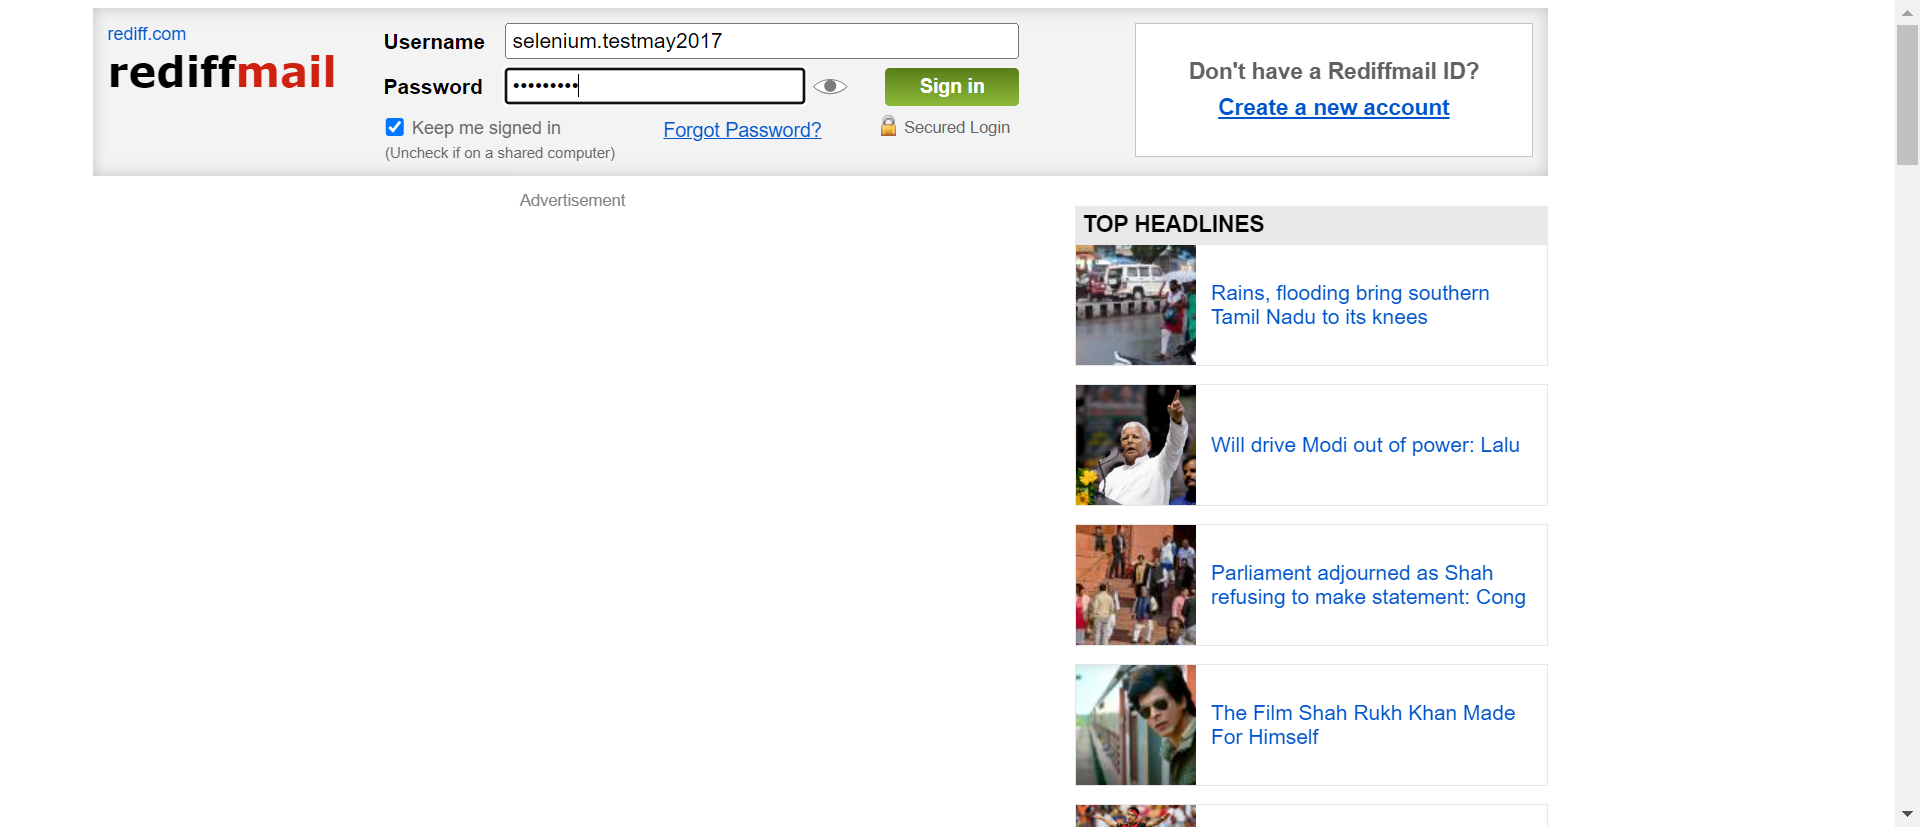 rediff.com
rediffmail
Username
selenium.testmay2017
Password
•••••••••
Sign in
Keep me signed in
(Uncheck if on a shared computer)
Forgot Password?
Secured Login
Don't have a Rediffmail ID?
Create a new account
Advertisement
TOP HEADLINES
Rains, flooding bring southern
Tamil Nadu to its knees
Will drive Modi out of power: Lalu
Parliament adjourned as Shah
refusing to make statement: Cong
The Film Shah Rukh Khan Made
For Himself